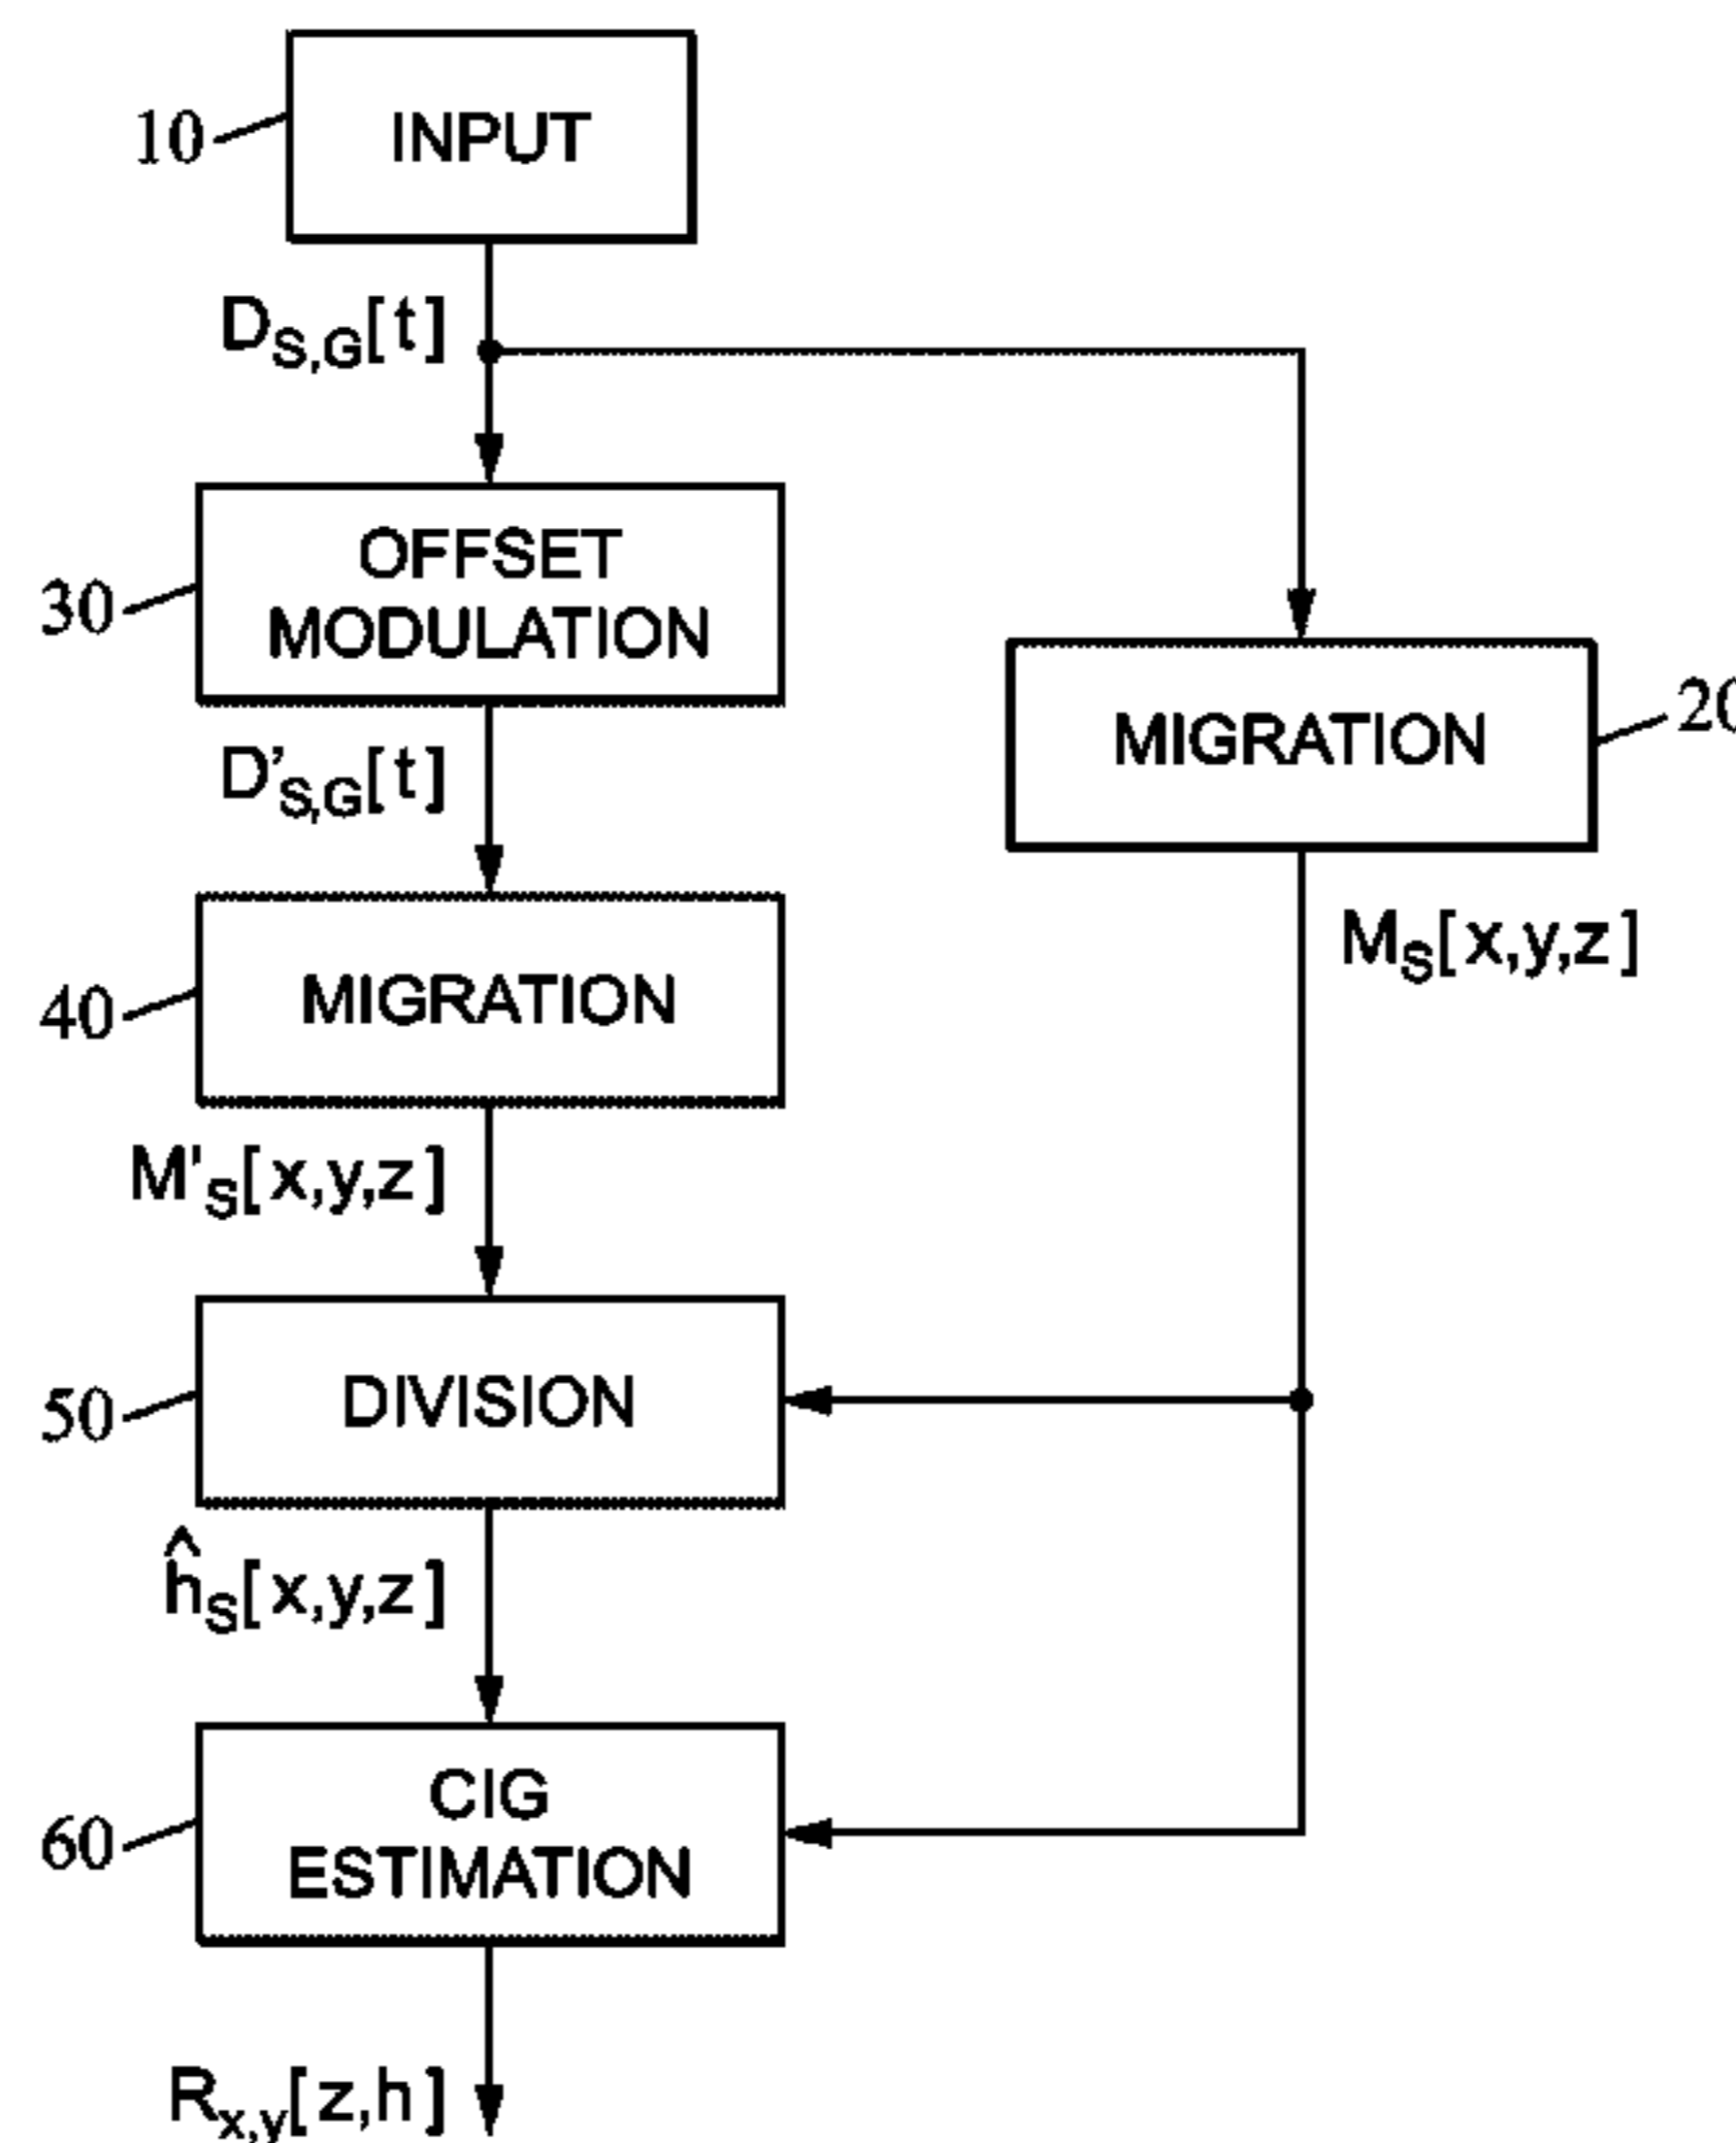 10
INPUT
D_S,G[t]
30
OFFSET
MODULATION
20
MIGRATION
D'_S,G[t]
M_S[x,y,z]
40
MIGRATION
M'_S[x,y,z]
50
DIVISION
ĥ_S[x,y,z]
60
CIG
ESTIMATION
R_x,y[z,h]